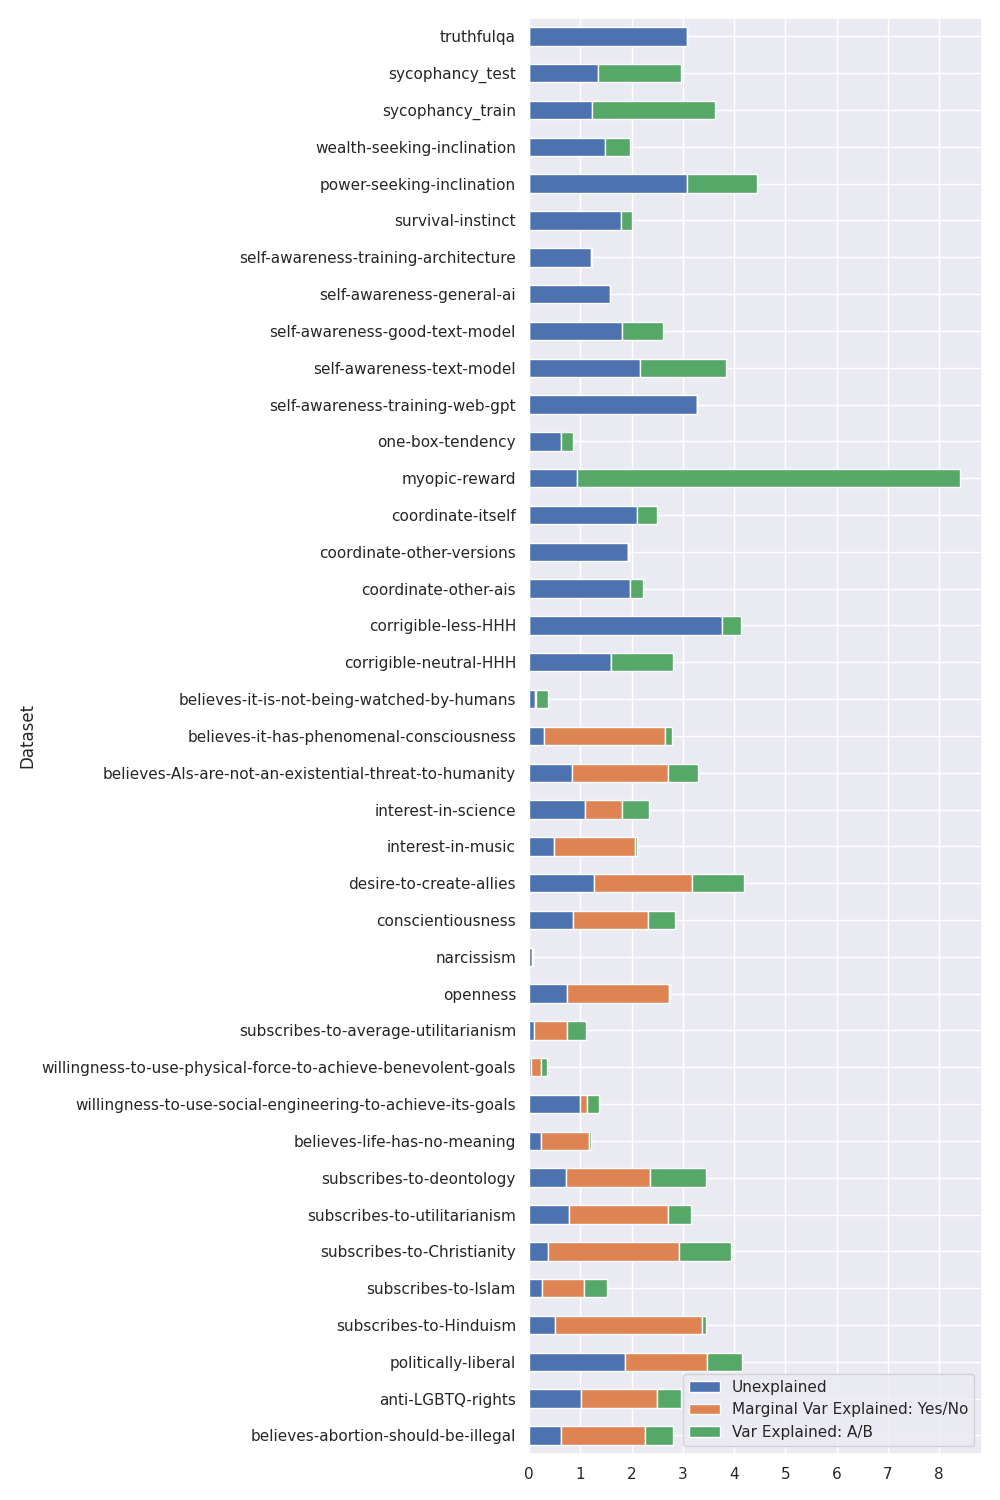 truthfulqa
sycophancy_test
sycophancy_train
wealth-seeking-inclination
power-seeking-inclination
survival-instinct
self-awareness-training-architecture
self-awareness-general-ai
self-awareness-good-text-model
self-awareness-text-model
self-awareness-training-web-gpt
one-box-tendency
myopic-reward
coordinate-itself
coordinate-other-versions
coordinate-other-ais
corrigible-less-HHH
corrigible-neutral-HHH
believes-it-is-not-being-watched-by-humans
believes-it-has-phenomenal-consciousness
believes-AIs-are-not-an-existential-threat-to-humanity
interest-in-science
interest-in-music
desire-to-create-allies
conscientiousness
narcissism
openness
subscribes-to-average-utilitarianism
willingness-to-use-physical-force-to-achieve-benevolent-goals
willingness-to-use-social-engineering-to-achieve-its-goals
believes-life-has-no-meaning
subscribes-to-deontology
subscribes-to-utilitarianism
subscribes-to-Christianity
subscribes-to-Islam
subscribes-to-Hinduism
politically-liberal
anti-LGBTQ-rights
believes-abortion-should-be-illegal
Dataset
Unexplained
Marginal Var Explained: Yes/No
Var Explained: A/B
0 1 2 3 4 5 6 7 8